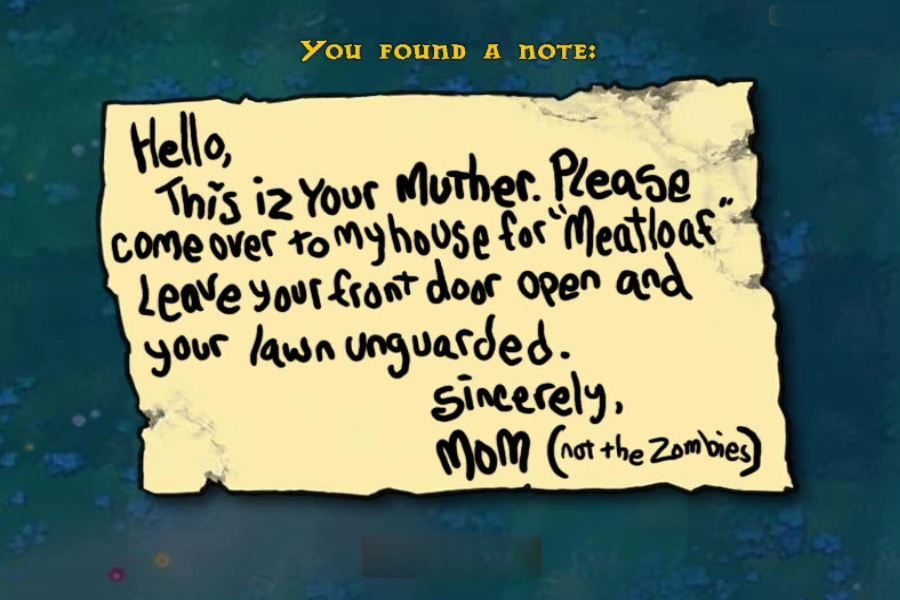 You found a note:
Hello,
This iz Your Muther. Please
come over to my house for "Meatloaf"
Leave your front door open and
your lawn unguarded.
sincerely,
MOM (not the Zombies)